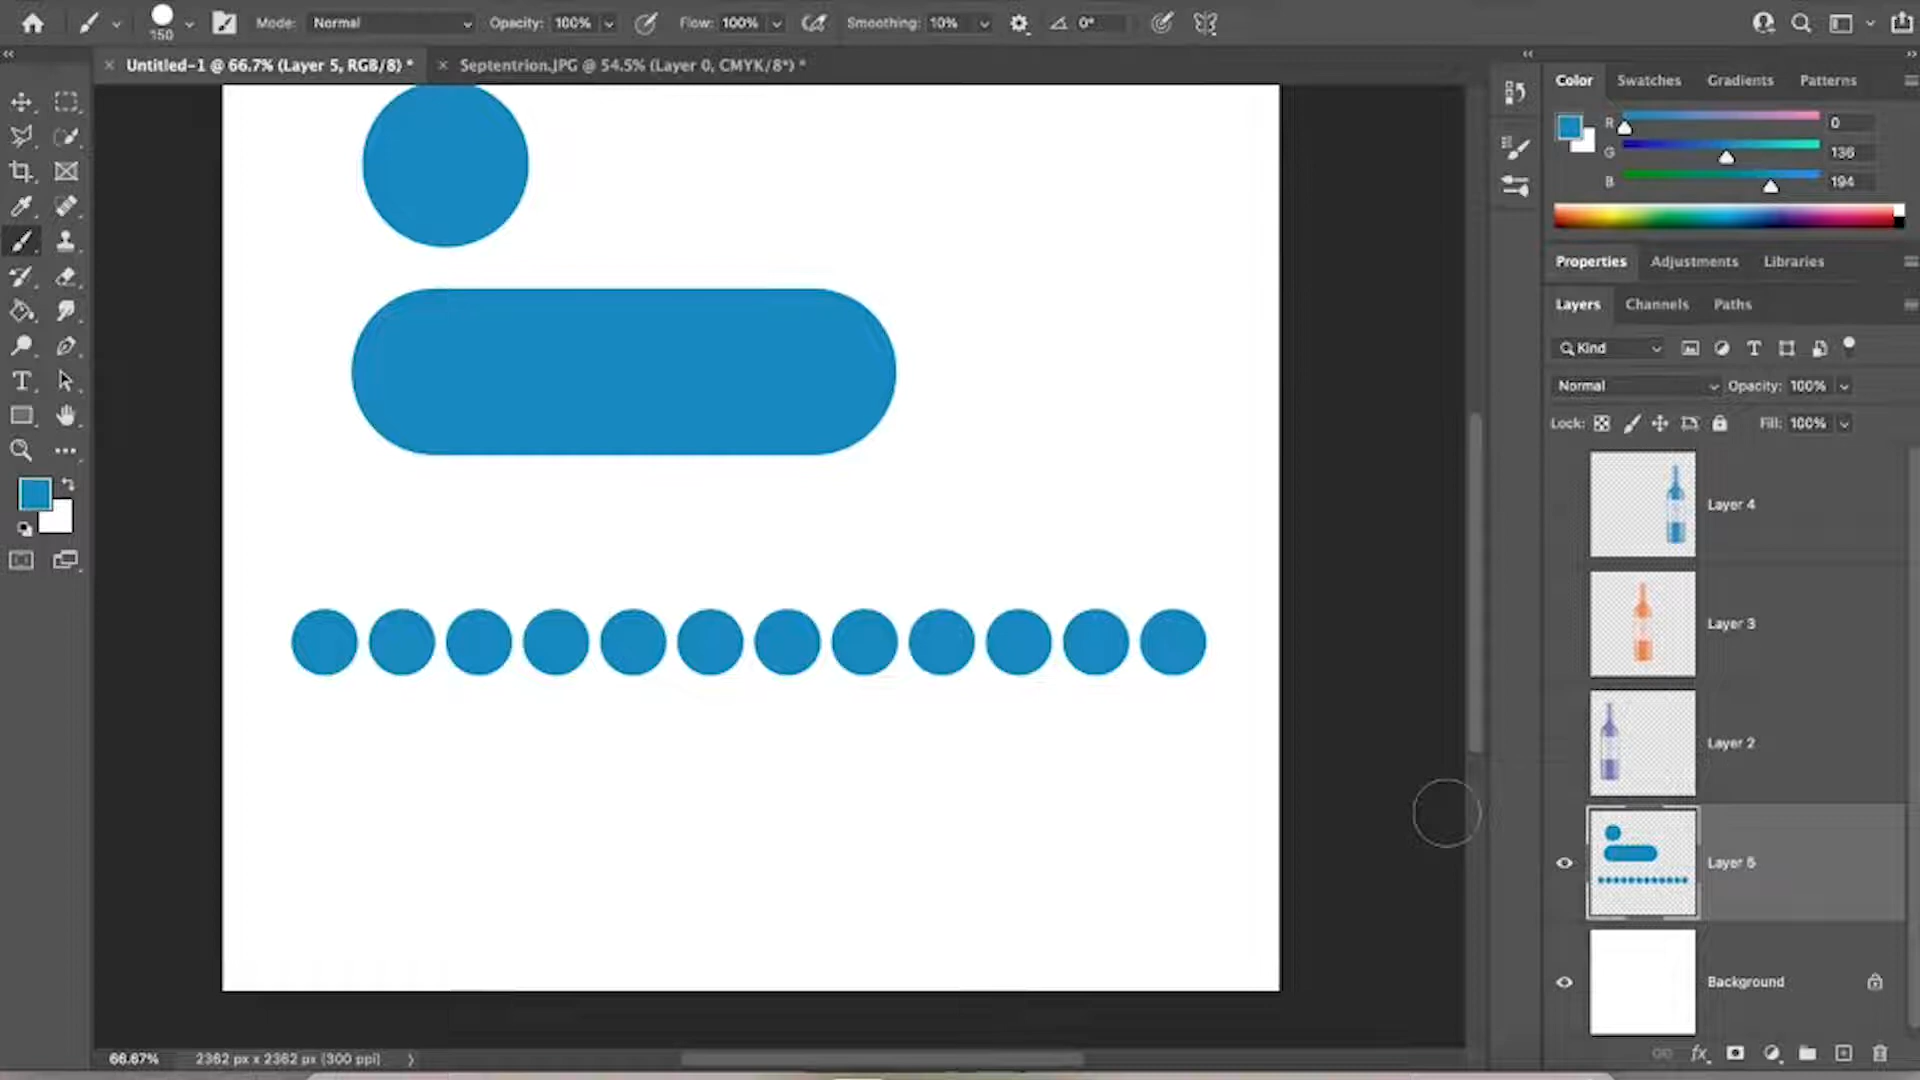 150
Mode: Normal
Opacity: 100%
Flow: 100%
Smoothing: 10%
0°
Untitled-1 @ 66.7% (Layer 5, RGB/8) *
Septentrion.JPG @ 54.5% (Layer 0, CMYK/8*) *
Color
Swatches
Gradients
Patterns
R 0
G 136
B 194
Properties
Adjustments
Libraries
Layers
Channels
Paths
Kind
Normal
Opacity: 100%
Lock:
Fill: 100%
Layer 4
Layer 3
Layer 2
Layer 5
Background
66.67%
2362 px x 2362 px (300 ppi)